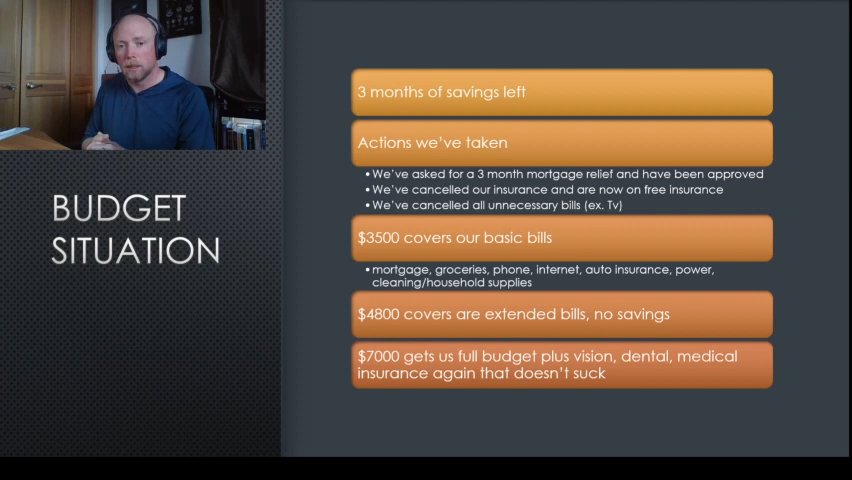 BUDGET
SITUATION
3 months of savings left
Actions we've taken
•We've asked for a 3 month mortgage relief and have been approved
•We've cancelled our insurance and are now on free insurance
•We've cancelled all unnecessary bills (ex. Tv)
$3500 covers our basic bills
•mortgage, groceries, phone, internet, auto insurance, power,
cleaning/household supplies
$4800 covers are extended bills, no savings
$7000 gets us full budget plus vision, dental, medical
insurance again that doesn't suck